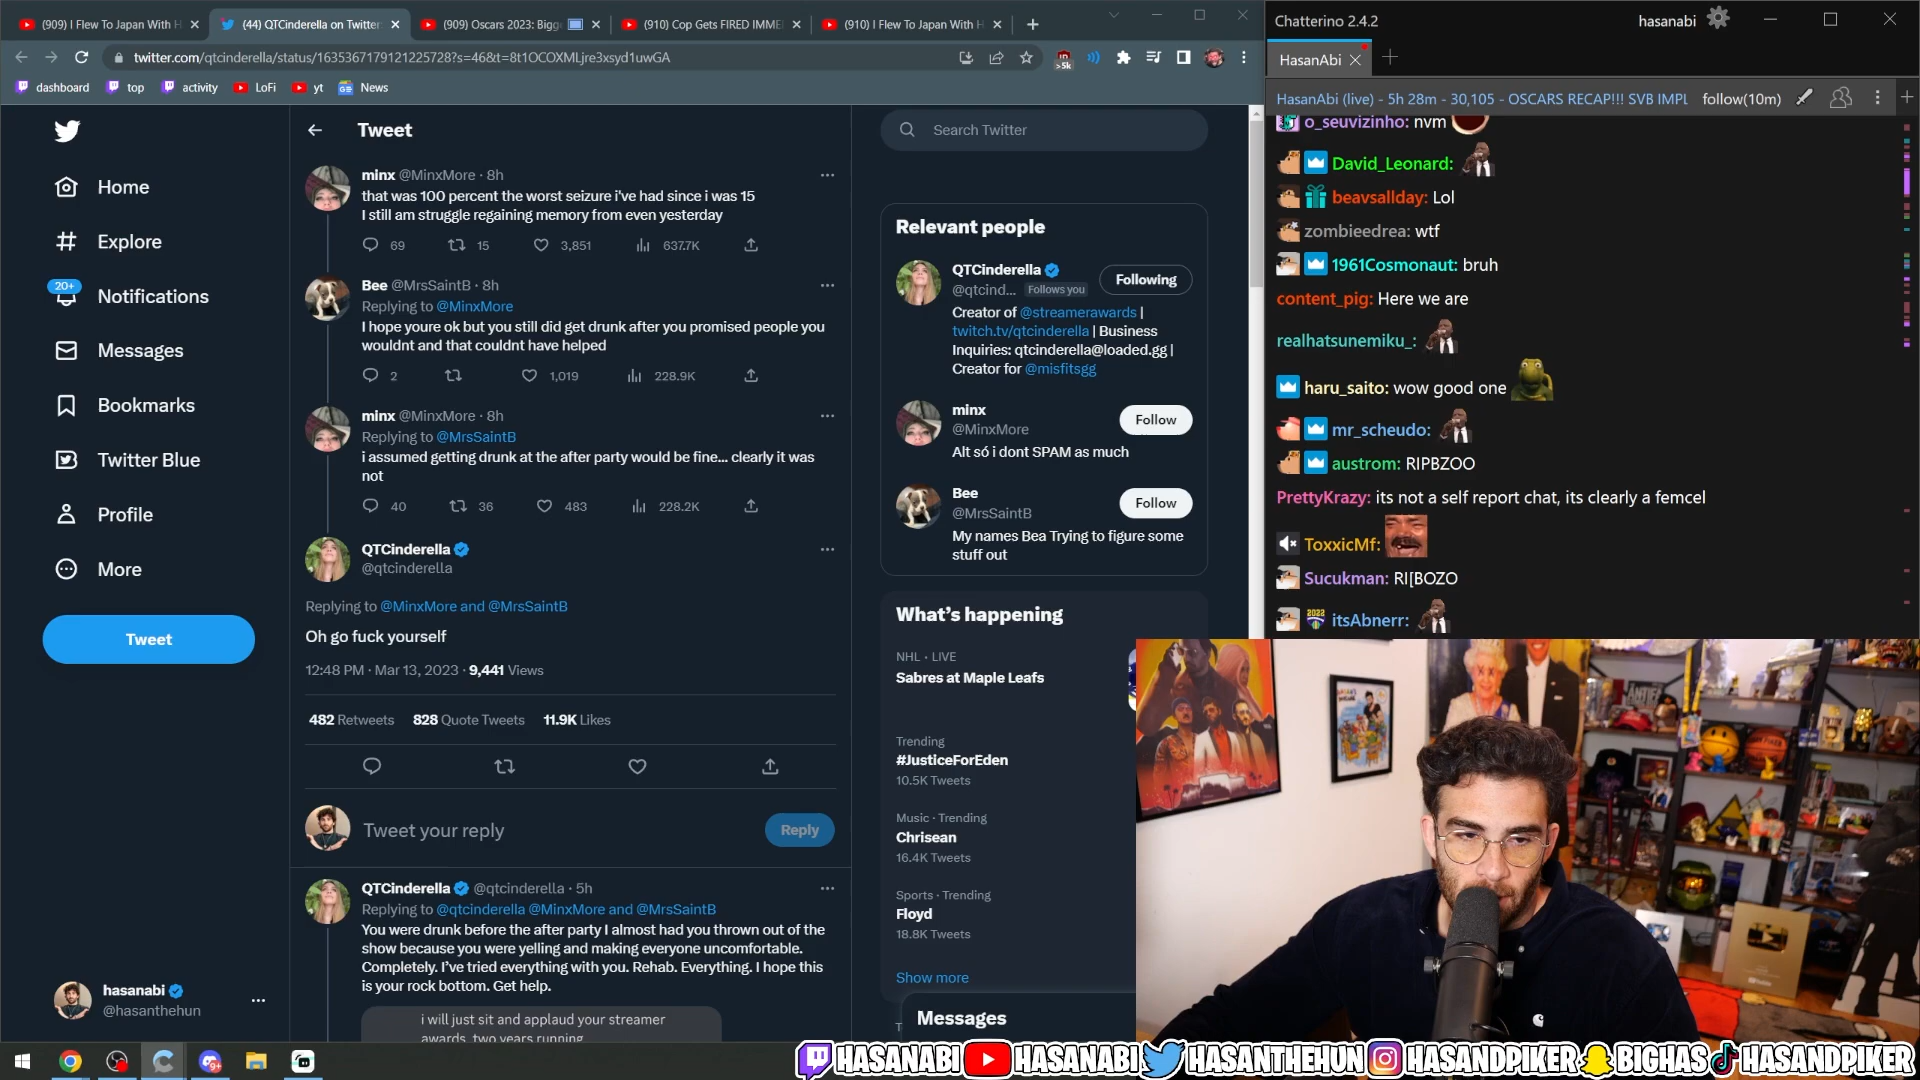 (909) I Flew To Japan With H
(44) QTCinderella on Twitter
(909) Oscars 2023: Bigg
(910) Cop Gets FIRED IMME
(910) I Flew To Japan With H
twitter.com/qtcinderella/status/1635367179121225728?s=46&t=8t1OCOXMLjre3xsyd1uwGA
>5k
dashboard
top
activity
LoFi
yt
News
Home
Explore
20+
Notifications
Messages
Bookmarks
Twitter Blue
Profile
More
Tweet
hasanabi
@hasanthehun
Tweet
minx @MinxMore · 8h
that was 100 percent the worst seizure i've had since i was 15
I still am struggle regaining memory from even yesterday
69 15 3,851 637.7K
Bee @MrsSaintB · 8h
Replying to @MinxMore
I hope youre ok but you still did get drunk after you promised people you
wouldnt and that couldnt have helped
2 1,019 228.9K
minx @MinxMore · 8h
Replying to @MrsSaintB
i assumed getting drunk at the after party would be fine... clearly it was
not
40 36 483 228.2K
QTCinderella
@qtcinderella
Replying to @MinxMore and @MrsSaintB
Oh go fuck yourself
12:48 PM · Mar 13, 2023 · 9,441 Views
482 Retweets 828 Quote Tweets 11.9K Likes
Tweet your reply
Reply
QTCinderella @qtcinderella · 5h
Replying to @qtcinderella @MinxMore and @MrsSaintB
You were drunk before the after party I almost had you thrown out of the
show because you were yelling and making everyone uncomfortable.
Completely. I've tried everything with you. Rehab. Everything. I hope this
is your rock bottom. Get help.
i will just sit and applaud your streamer
awards, two years running
Search Twitter
Relevant people
QTCinderella
@qtcind... Follows you
Following
Creator of @streamerawards |
twitch.tv/qtcinderella | Business
Inquiries: qtcinderella@loaded.gg |
Creator for @misfitsgg
minx
@MinxMore
Follow
Alt só i dont SPAM as much
Bee
@MrsSaintB
Follow
My names Bea Trying to figure some
stuff out
What's happening
NHL · LIVE
Sabres at Maple Leafs
Trending
#JusticeForEden
10.5K Tweets
Music · Trending
Chrisean
16.4K Tweets
Sports · Trending
Floyd
18.8K Tweets
Show more
Messages
Chatterino 2.4.2
hasanabi
HasanAbi
HasanAbi (live) - 5h 28m - 30,105 - OSCARS RECAP!!! SVB IMPL
follow(10m)
o_seuvizinho: nvm
David_Leonard:
beavsallday: Lol
zombieedrea: wtf
1961Cosmonaut: bruh
content_pig: Here we are
realhatsunemiku_:
haru_saito: wow good one
mr_scheudo:
austrom: RIPBZOO
PrettyKrazy: its not a self report chat, its clearly a femcel
ToxxicMf:
Sucukman: RI[BOZO
2022
itsAbnerr:
HASANABI HASANABI HASANTHEHUN HASANDPIKER BIGHAS HASANDPIKER